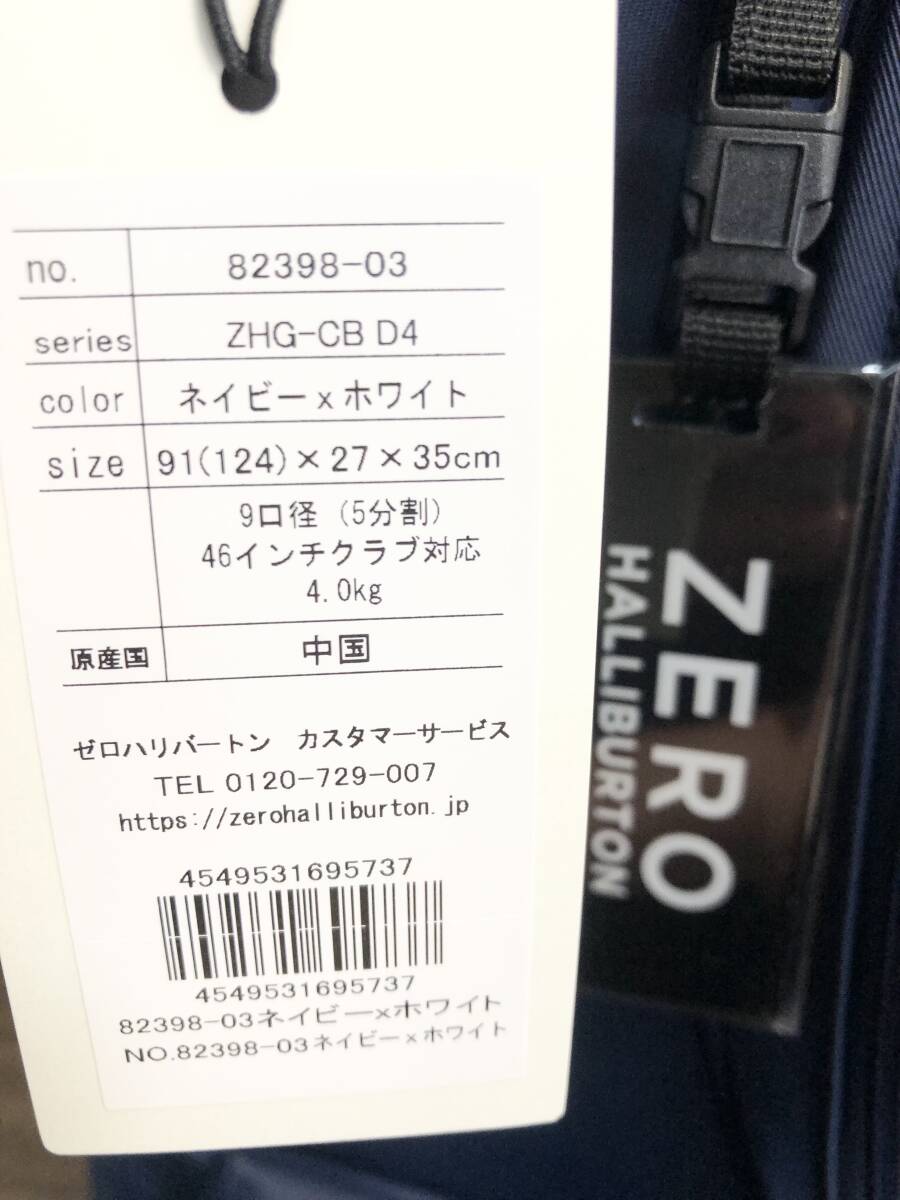 no. 82398-03
series ZHG-CB D4
color ネイビー x ホワイト
size 91(124) × 27 × 35cm
9口径 (5分割)
46インチクラブ対応
4.0kg
原産国 中国
ゼロハリバートン カスタマーサービス
TEL 0120-729-007
https://zerohalliburton.jp
4549531695737
4549531695737
82398-03ネイビー×ホワイト
NO.82398-03ネイビー×ホワイト
ZERO
HALLIBURTON